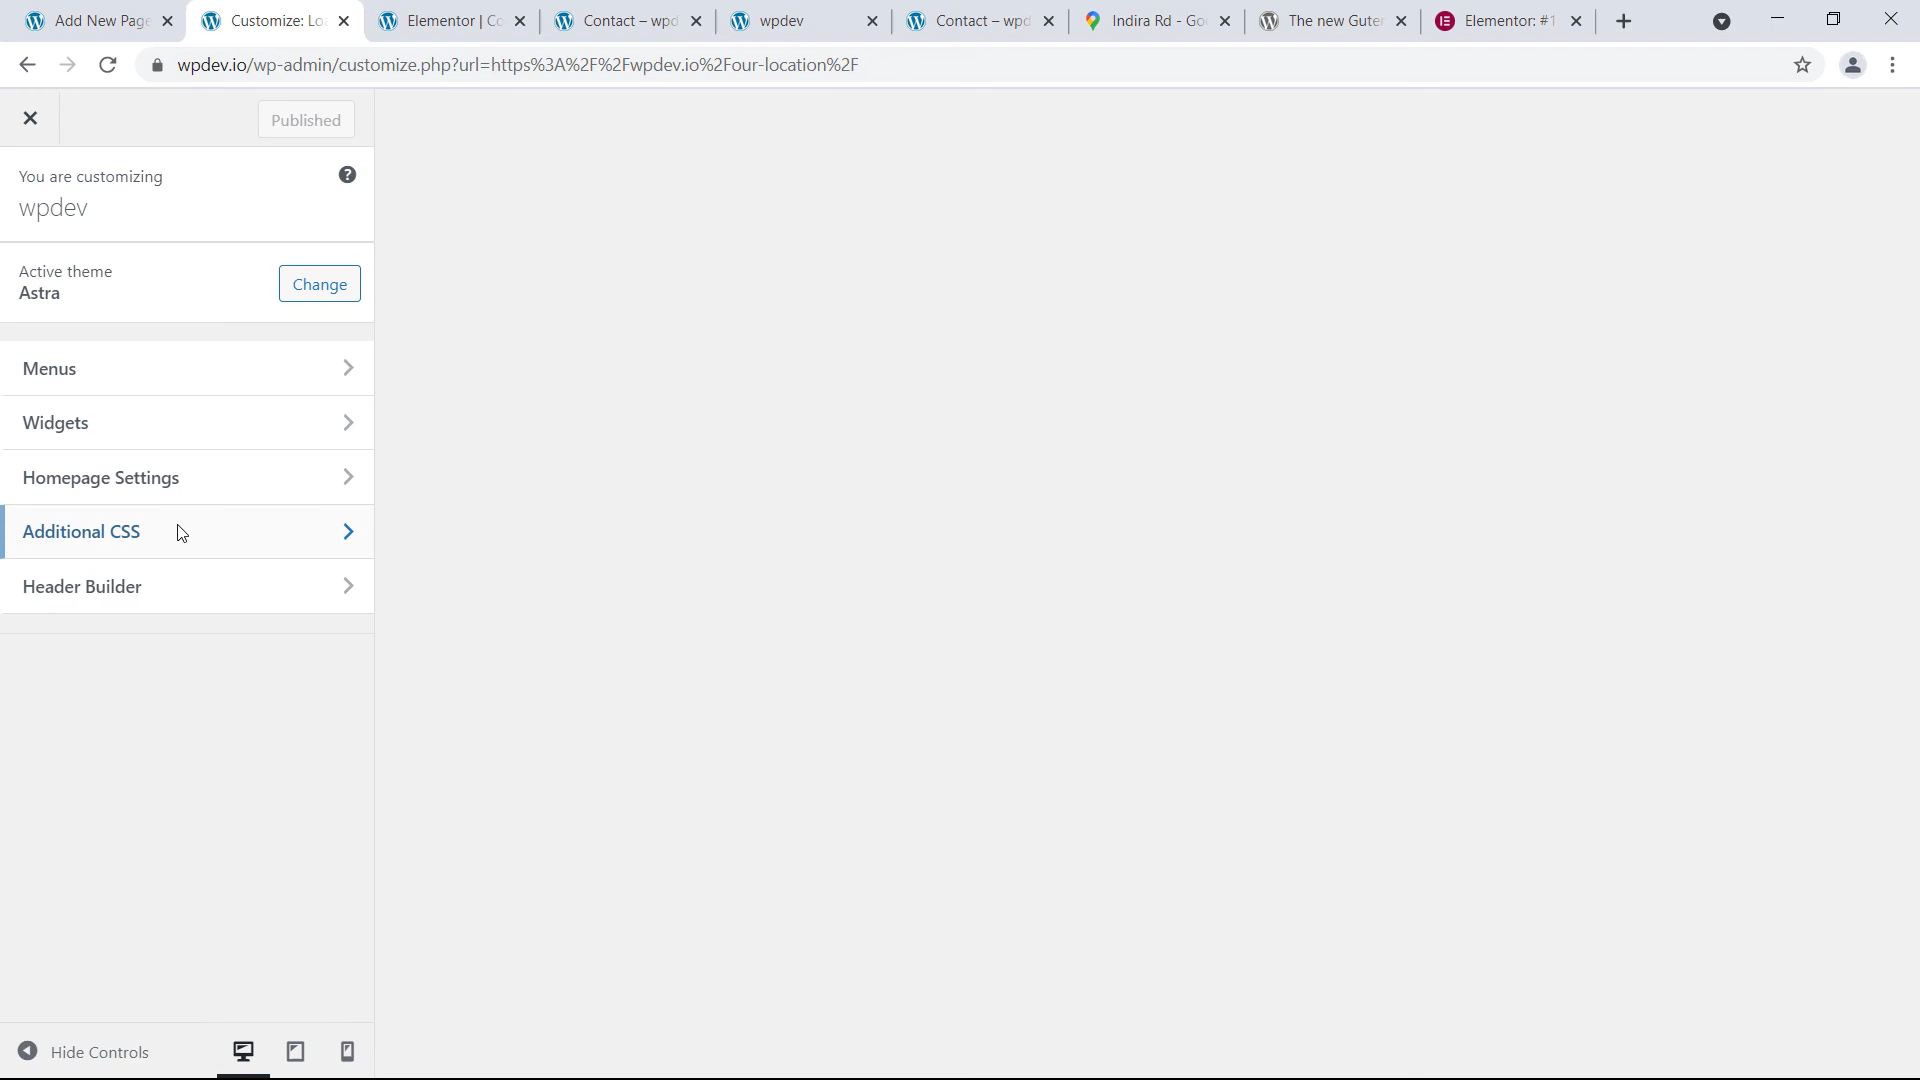 Add New Page
Customize: Lo
Elementor | Co
Contact – wpd
wpdev
Contact – wpd
Indira Rd - Go
The new Guter
Elementor: #1
wpdev.io/wp-admin/customize.php?url=https%3A%2F%2Fwpdev.io%2Four-location%2F
Published
You are customizing
wpdev
Active theme
Astra
Change
Menus
Widgets
Homepage Settings
Additional CSS
Header Builder
Hide Controls